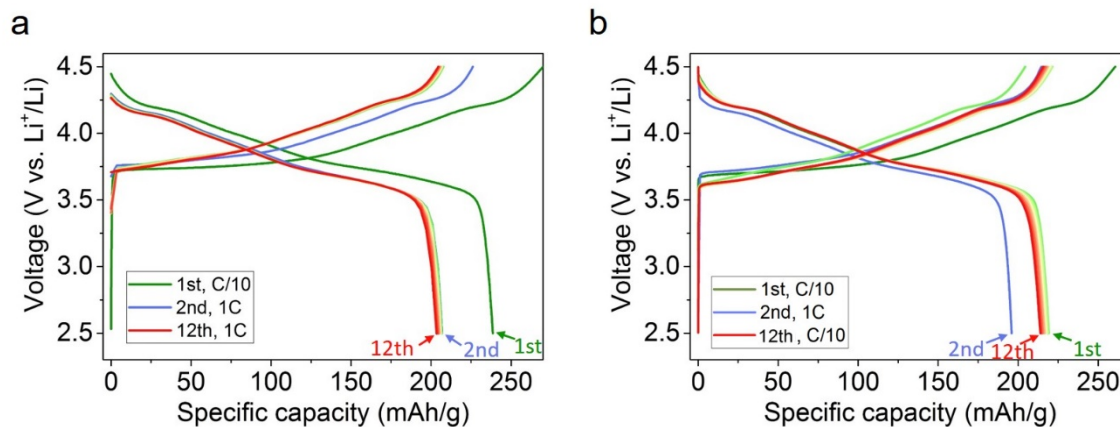 a
4.5
4.0
3.5
3.0
2.5
Voltage (V vs. Li⁺/Li)
1st, C/10
2nd, 1C
12th, 1C
12th
2nd
1st
0 50 100 150 200 250
Specific capacity (mAh/g)
b
4.5
4.0
3.5
3.0
2.5
Voltage (V vs. Li⁺/Li)
1st, C/10
2nd, 1C
12th , C/10
2nd
12th
1st
0 50 100 150 200 250
Specific capacity (mAh/g)